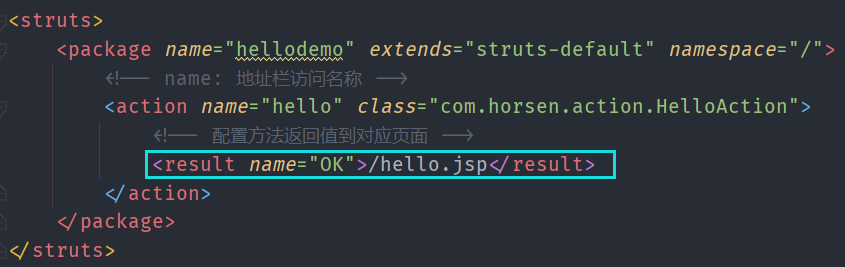 <struts>
<package name="hellodemo" extends="struts-default" namespace="/">
<!-- name: 地址栏访问名称 -->
<action name="hello" class="com.horsen.action.HelloAction">
<!-- 配置方法返回值到对应页面 -->
<result name="OK">/hello.jsp</result>
</action>
</package>
</struts>